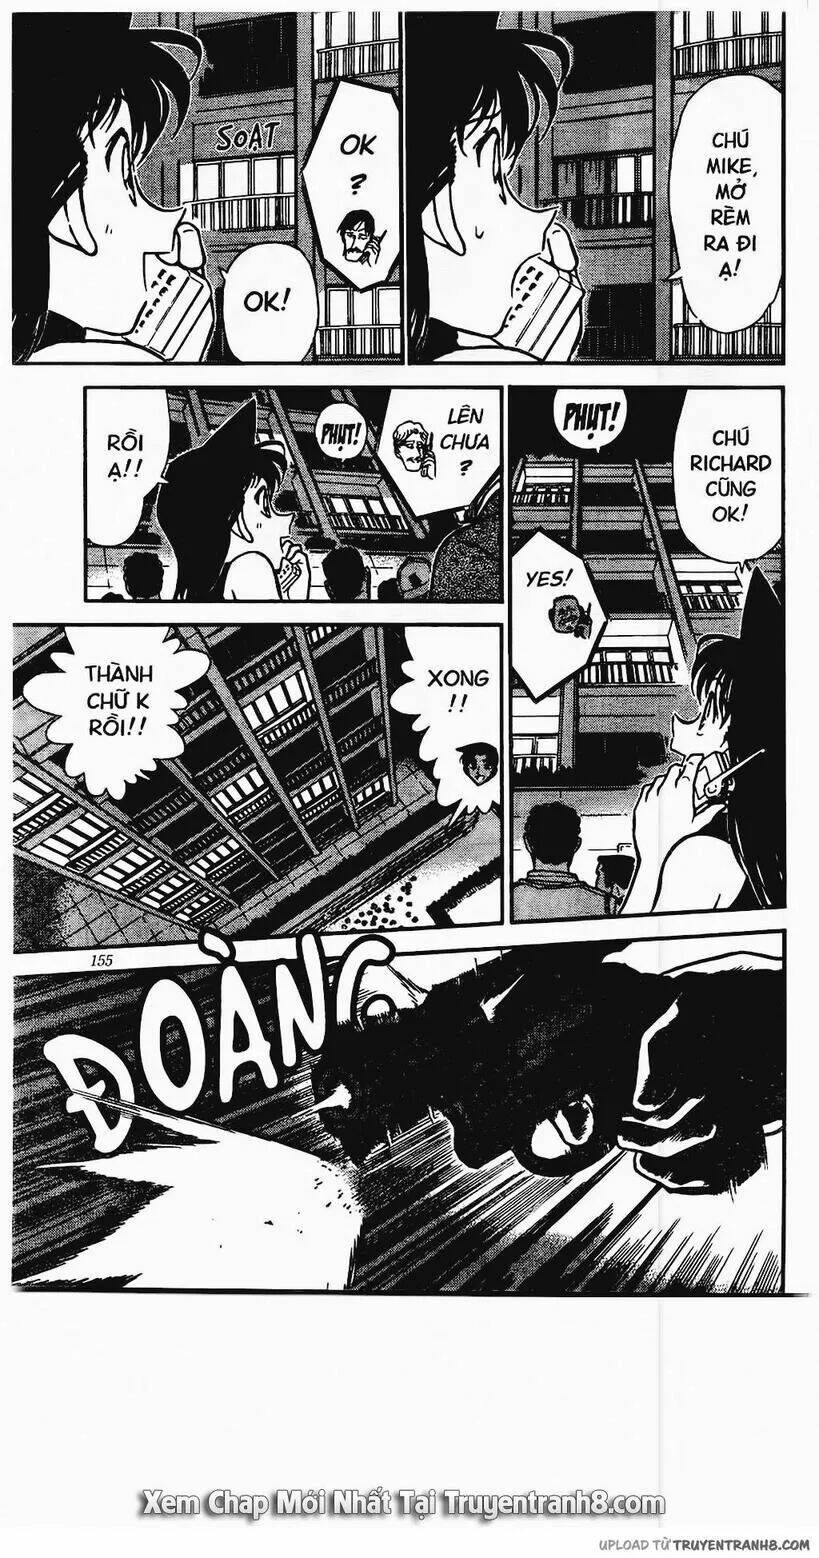 CHÚ
MIKE,
MỞ
RÈM
RA ĐI
Ạ!
OK
?
SOẠT
OK!
CHÚ
RICHARD
CŨNG
OK!
PHỤT!
YES!
LÊN
CHƯA
?
PHỤT!
RỒI
Ạ!!
XONG
!!
THÀNH
CHỮ K
RỒI!!
155
ĐOÀNG
Xem Chap Mới Nhất Tại Truyentranh8.com
UPLOAD TỪ TRUYENTRANH8.COM